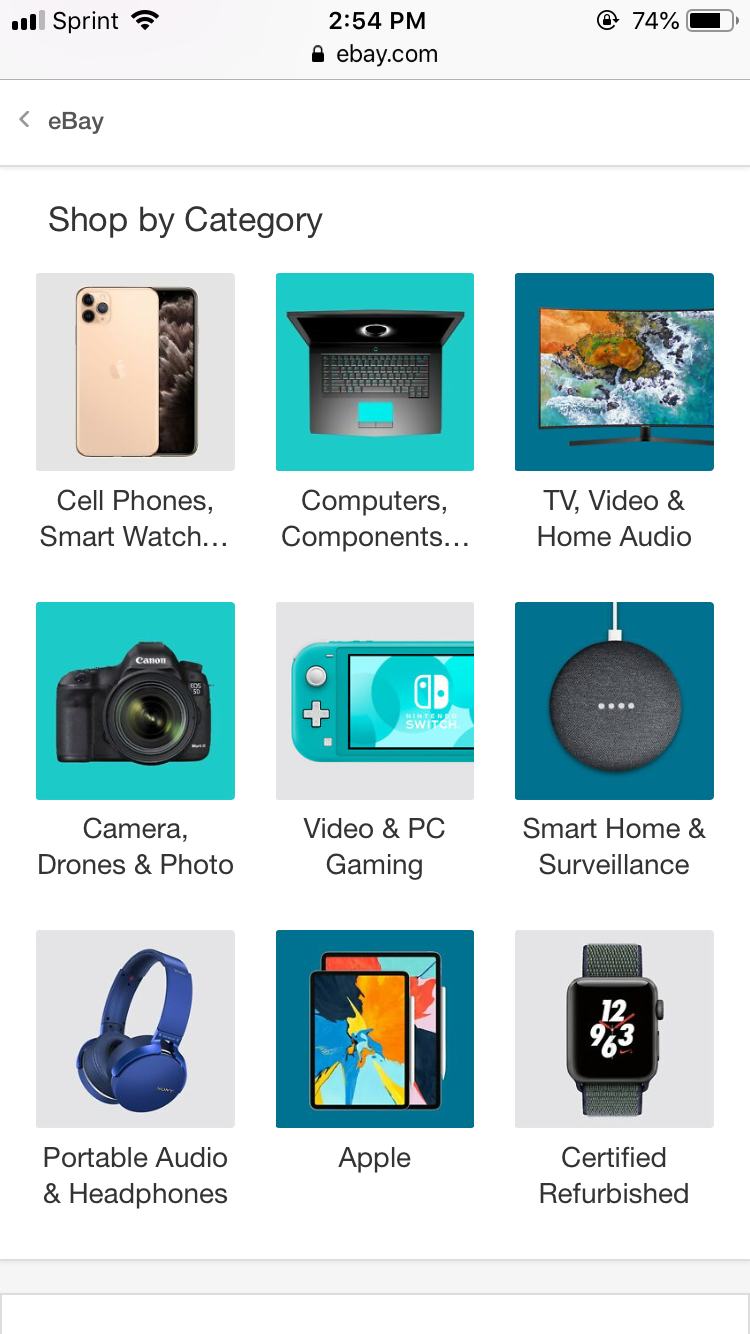 Sprint 2:54 PM 74%
ebay.com
eBay
Shop by Category
Cell Phones,
Smart Watch...
Computers,
Components...
TV, Video &
Home Audio
Canon
EOS
5D
Mark III
NINTENDO
SWITCH
Camera,
Drones & Photo
Video & PC
Gaming
Smart Home &
Surveillance
SONY
12
9 3
6
Portable Audio
& Headphones
Apple
Certified
Refurbished